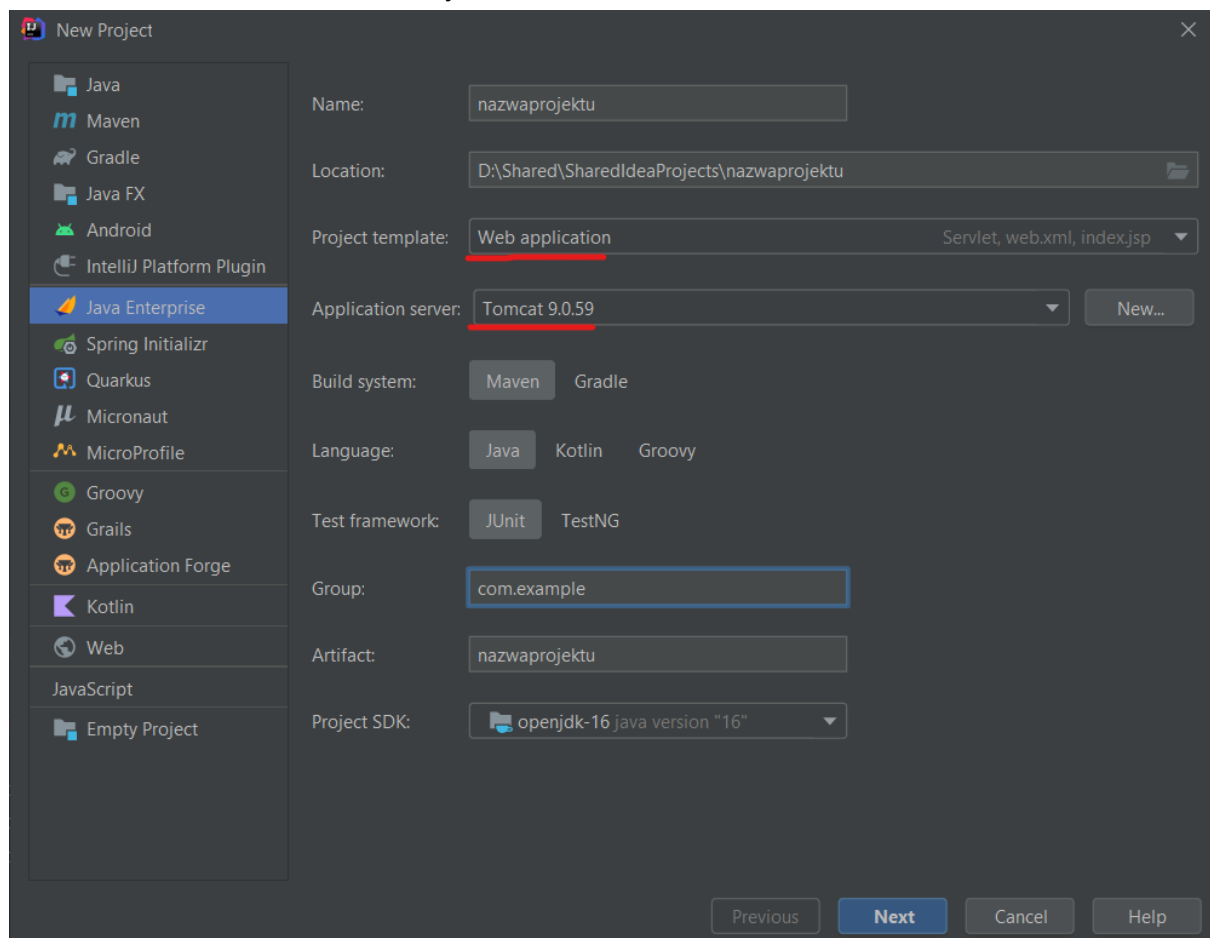 New Project
Java
Maven
Gradle
Java FX
Android
IntelliJ Platform Plugin
Java Enterprise
Spring Initializr
Quarkus
Micronaut
MicroProfile
Groovy
Grails
Application Forge
Kotlin
Web
JavaScript
Empty Project
Name: nazwaprojektu
Location: D:\Shared\SharedIdeaProjects\nazwaprojektu
Project template: Web application Servlet, web.xml, index.jsp
Application server: Tomcat 9.0.59 New...
Build system: Maven Gradle
Language: Java Kotlin Groovy
Test framework: JUnit TestNG
Group: com.example
Artifact: nazwaprojektu
Project SDK: openjdk-16 java version "16"
Previous Next Cancel Help